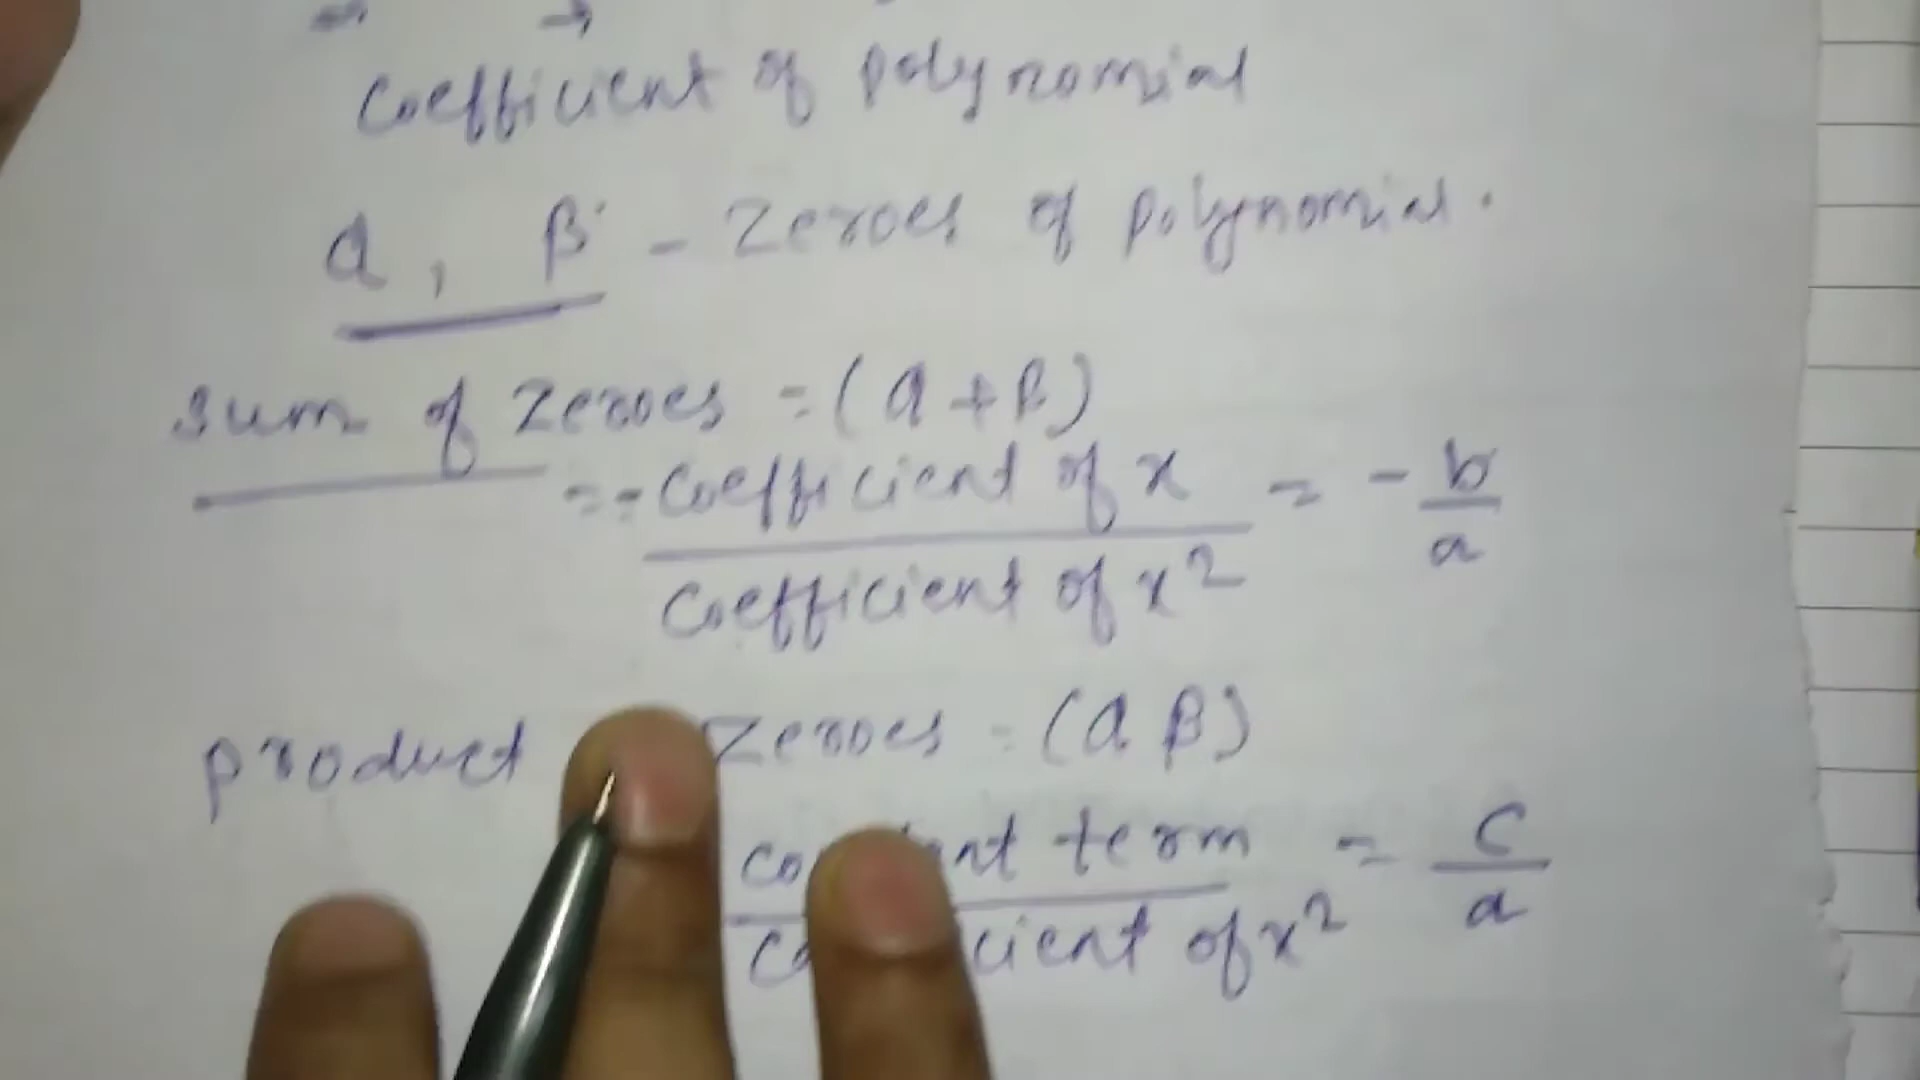 Coefficient of polynomial
α, β - Zeroes of polynomial.
Sum of Zeroes = (α + β)
= - Coefficient of x / Coefficient of x² = - b/a
product Zeroes = (α β)
term / of x² = c/a